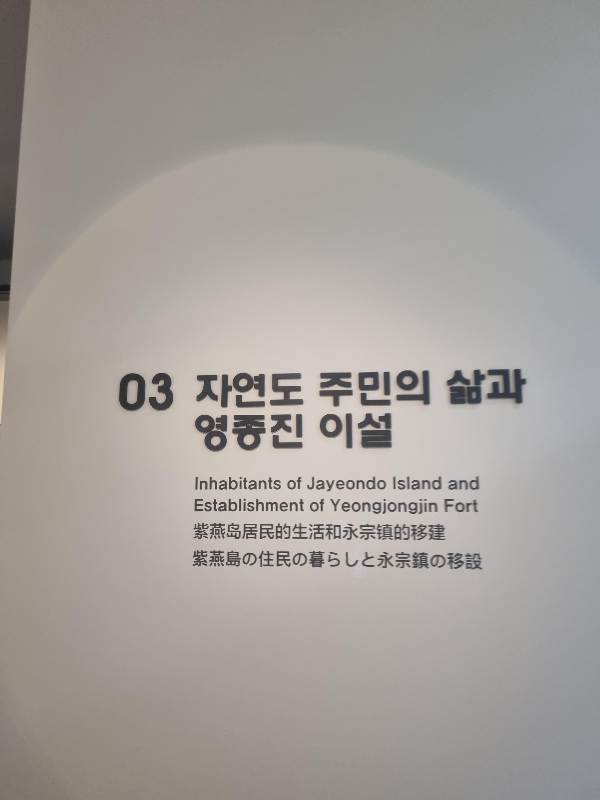 03 자연도 주민의 삶과
영종진 이설
Inhabitants of Jayeondo Island and
Establishment of Yeongjongjin Fort
紫燕岛居民的生活和永宗镇的移建
紫燕島の住民の暮らしと永宗鎮の移設